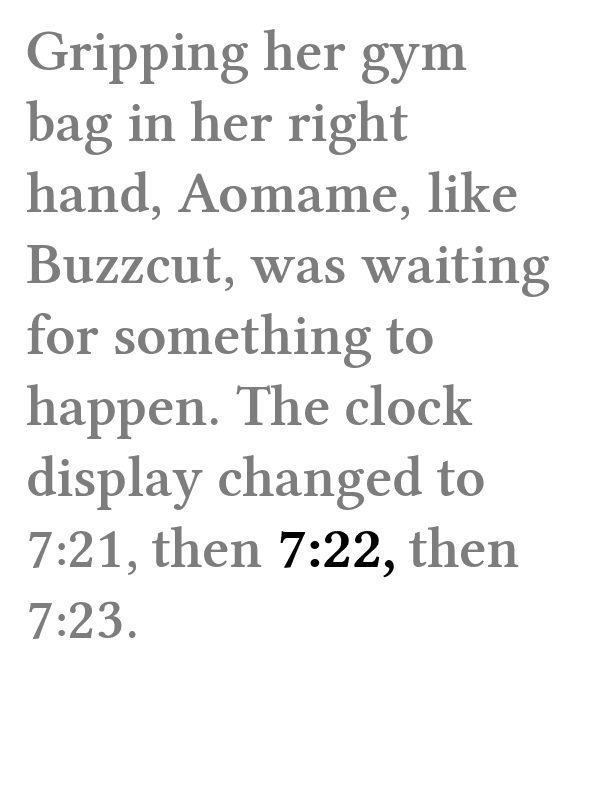 Gripping her gym
bag in her right
hand, Aomame, like
Buzzcut, was waiting
for something to
happen. The clock
display changed to
7:21, then 7:22, then
7:23.